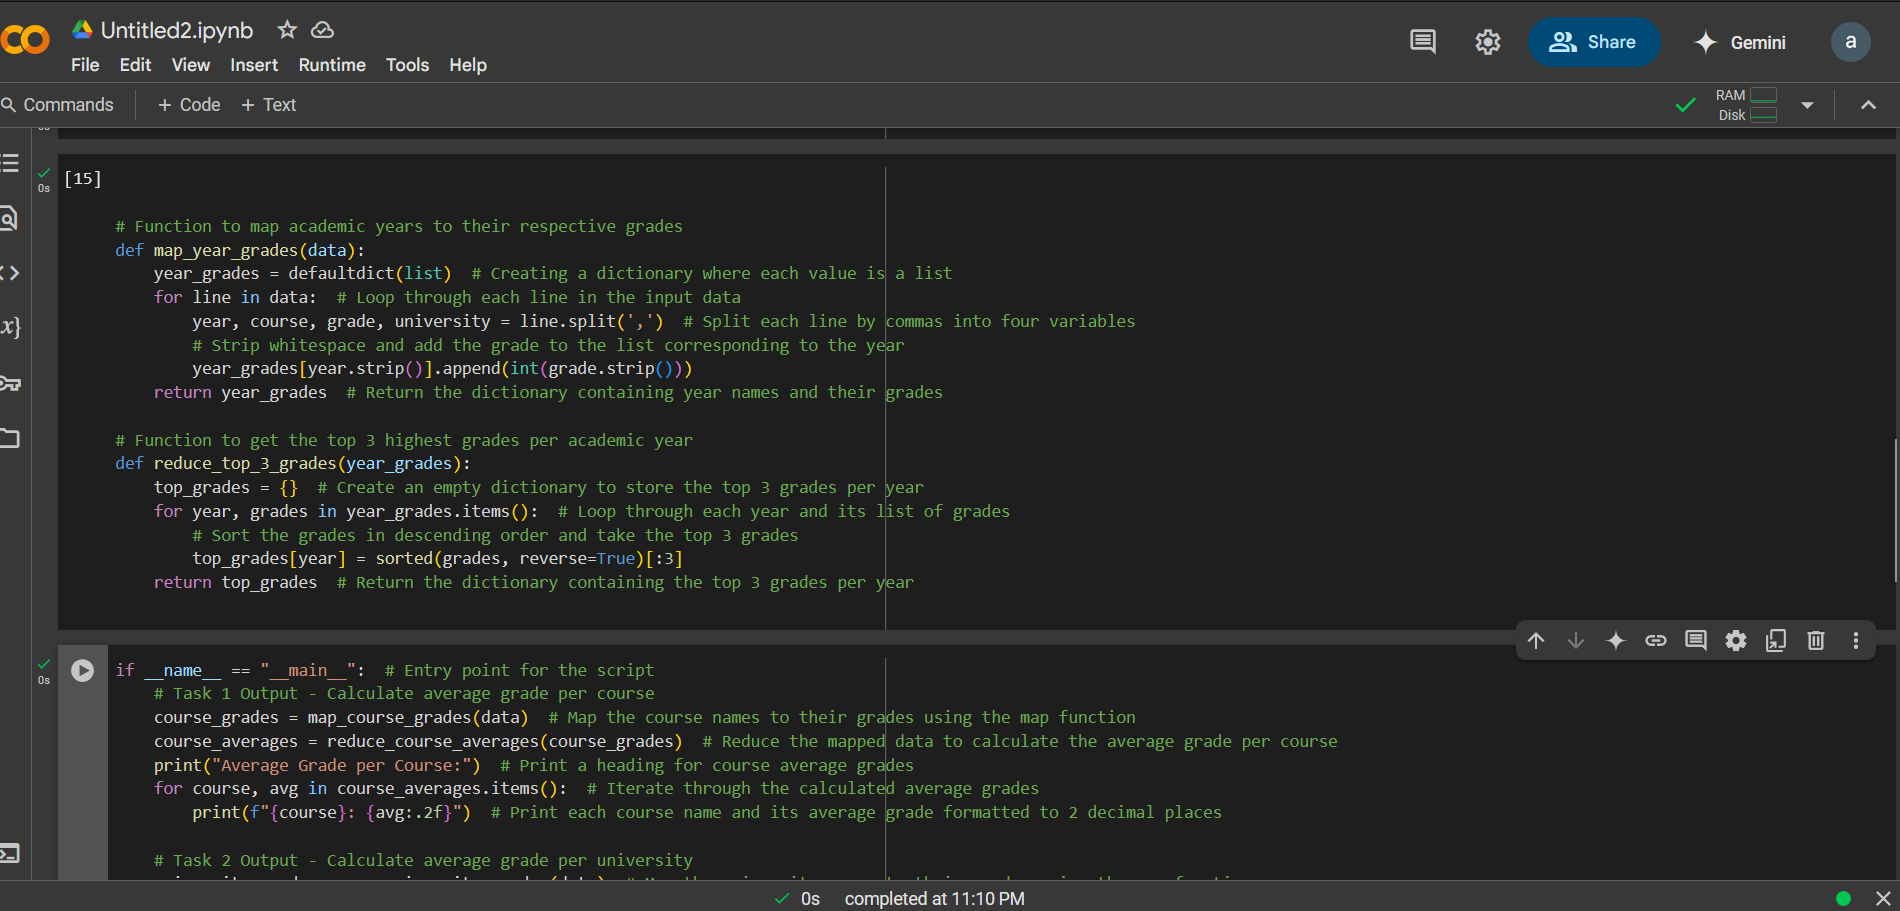 Untitled2.ipynb
File Edit View Insert Runtime Tools Help
Share
Gemini
a
Commands + Code + Text
RAM
Disk
0s
[15]
# Function to map academic years to their respective grades
def map_year_grades(data):
    year_grades = defaultdict(list)  # Creating a dictionary where each value is a list
    for line in data:  # Loop through each line in the input data
        year, course, grade, university = line.split(',')  # Split each line by commas into four variables
        # Strip whitespace and add the grade to the list corresponding to the year
        year_grades[year.strip()].append(int(grade.strip()))
    return year_grades  # Return the dictionary containing year names and their grades
# Function to get the top 3 highest grades per academic year
def reduce_top_3_grades(year_grades):
    top_grades = {}  # Create an empty dictionary to store the top 3 grades per year
    for year, grades in year_grades.items():  # Loop through each year and its list of grades
        # Sort the grades in descending order and take the top 3 grades
        top_grades[year] = sorted(grades, reverse=True)[:3]
    return top_grades  # Return the dictionary containing the top 3 grades per year
0s
if __name__ == "__main__":  # Entry point for the script
    # Task 1 Output - Calculate average grade per course
    course_grades = map_course_grades(data)  # Map the course names to their grades using the map function
    course_averages = reduce_course_averages(course_grades)  # Reduce the mapped data to calculate the average grade per course
    print("Average Grade per Course:")  # Print a heading for course average grades
    for course, avg in course_averages.items():  # Iterate through the calculated average grades
        print(f"{course}: {avg:.2f}")  # Print each course name and its average grade formatted to 2 decimal places
    # Task 2 Output - Calculate average grade per university
0s completed at 11:10 PM